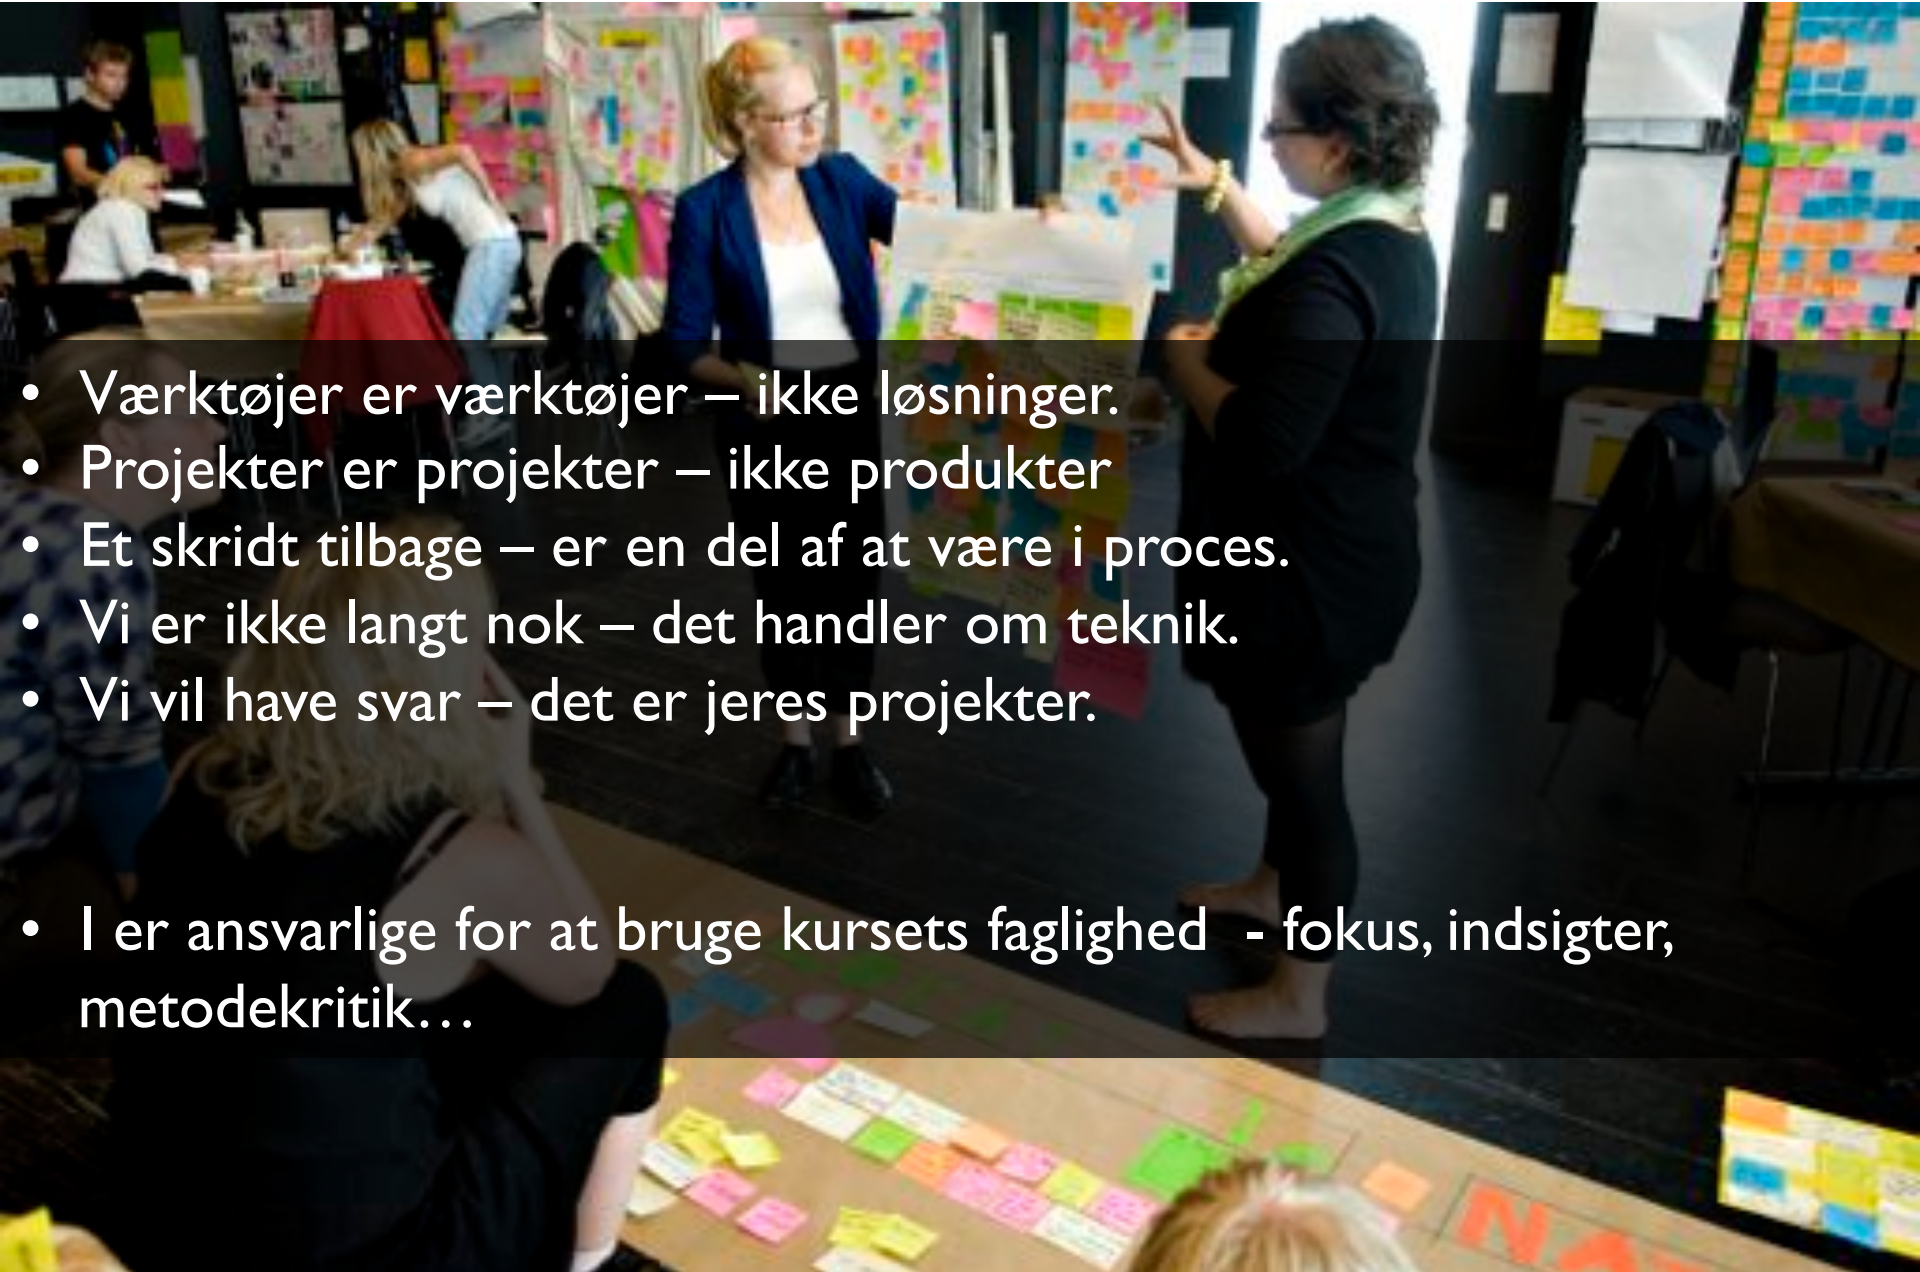 • Værktøjer er værktøjer – ikke løsninger.
• Projekter er projekter – ikke produkter
• Et skridt tilbage – er en del af at være i proces.
• Vi er ikke langt nok – det handler om teknik.
• Vi vil have svar – det er jeres projekter.
• I er ansvarlige for at bruge kursets faglighed  - fokus, indsigter,
metodekritik…